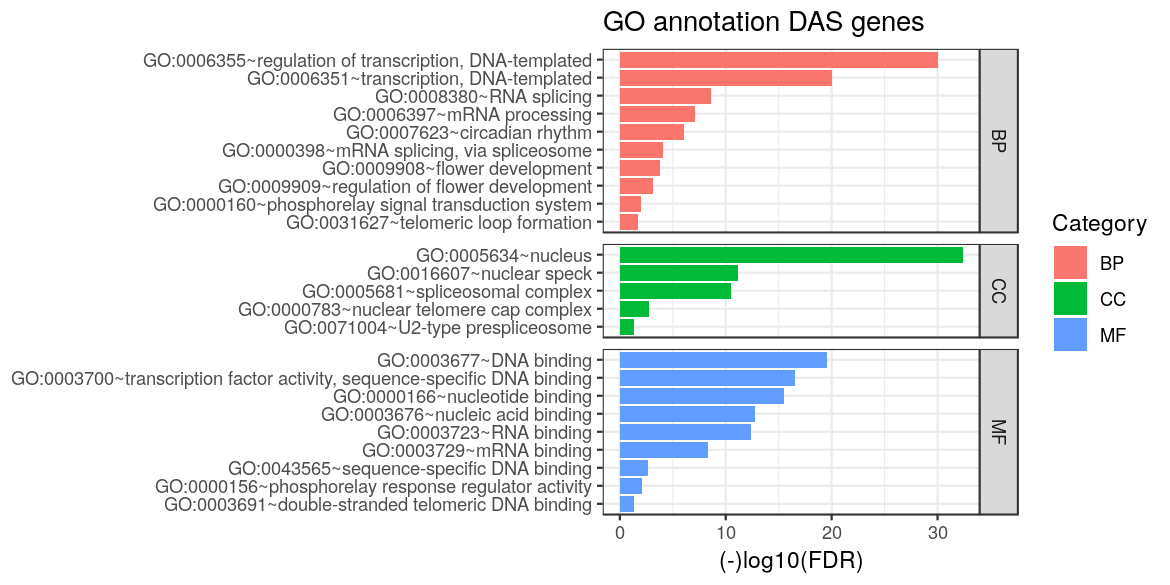 GO annotation DAS genes
GO:0006355~regulation of transcription, DNA-templated
GO:0006351~transcription, DNA-templated
GO:0008380~RNA splicing
GO:0006397~mRNA processing
GO:0007623~circadian rhythm
GO:0000398~mRNA splicing, via spliceosome
GO:0009908~flower development
GO:0009909~regulation of flower development
GO:0000160~phosphorelay signal transduction system
GO:0031627~telomeric loop formation
BP
GO:0005634~nucleus
GO:0016607~nuclear speck
GO:0005681~spliceosomal complex
GO:0000783~nuclear telomere cap complex
GO:0071004~U2-type prespliceosome
CC
GO:0003677~DNA binding
GO:0003700~transcription factor activity, sequence-specific DNA binding
GO:0000166~nucleotide binding
GO:0003676~nucleic acid binding
GO:0003723~RNA binding
GO:0003729~mRNA binding
GO:0043565~sequence-specific DNA binding
GO:0000156~phosphorelay response regulator activity
GO:0003691~double-stranded telomeric DNA binding
MF
0 10 20 30
(-)log10(FDR)
Category
BP
CC
MF